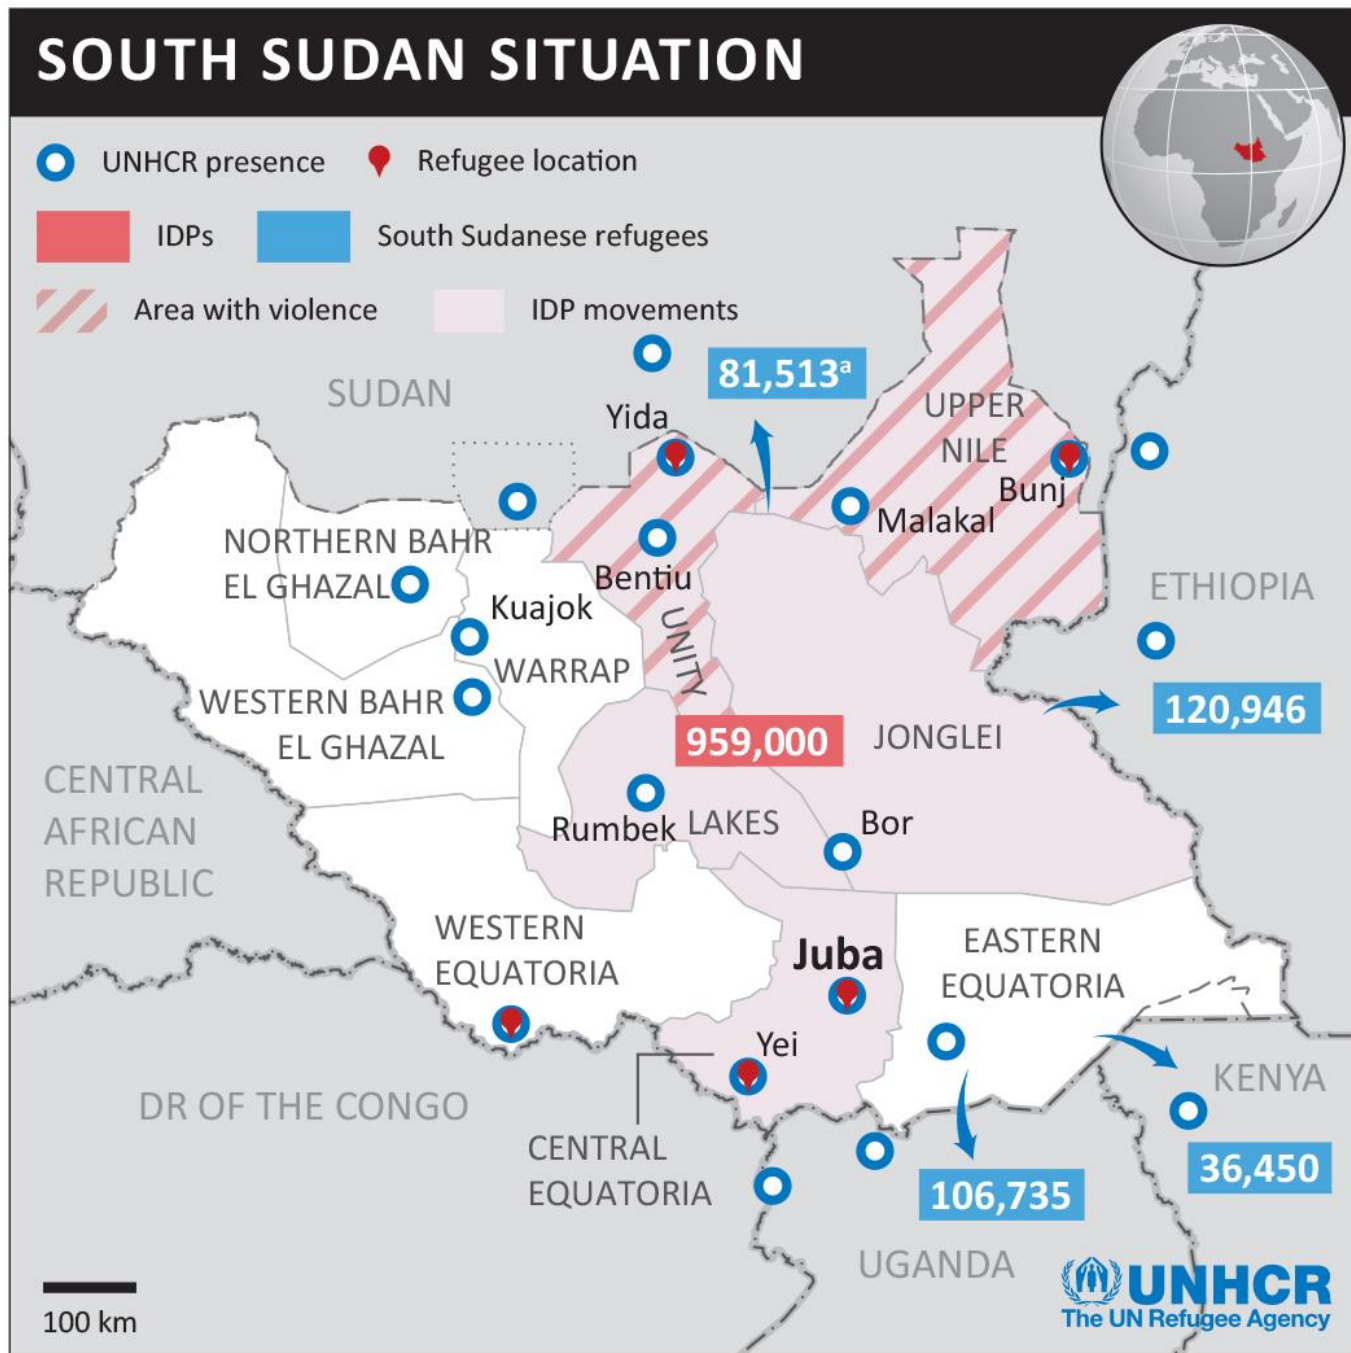 SOUTH SUDAN SITUATION
UNHCR presence
Refugee location
IDPs
South Sudanese refugees
Area with violence
IDP movements
SUDAN
81,513ª
Yida
UPPER
NILE
Bunj
Malakal
NORTHERN BAHR
EL GHAZAL
Bentiu
ETHIOPIA
Kuajok
UNITY
WARRAP
WESTERN BAHR
EL GHAZAL
120,946
959,000
JONGLEI
CENTRAL
AFRICAN
REPUBLIC
Rumbek
LAKES
Bor
WESTERN
EQUATORIA
Juba
EASTERN
EQUATORIA
Yei
KENYA
DR OF THE CONGO
CENTRAL
EQUATORIA
36,450
106,735
UGANDA
100 km
UNHCR
The UN Refugee Agency